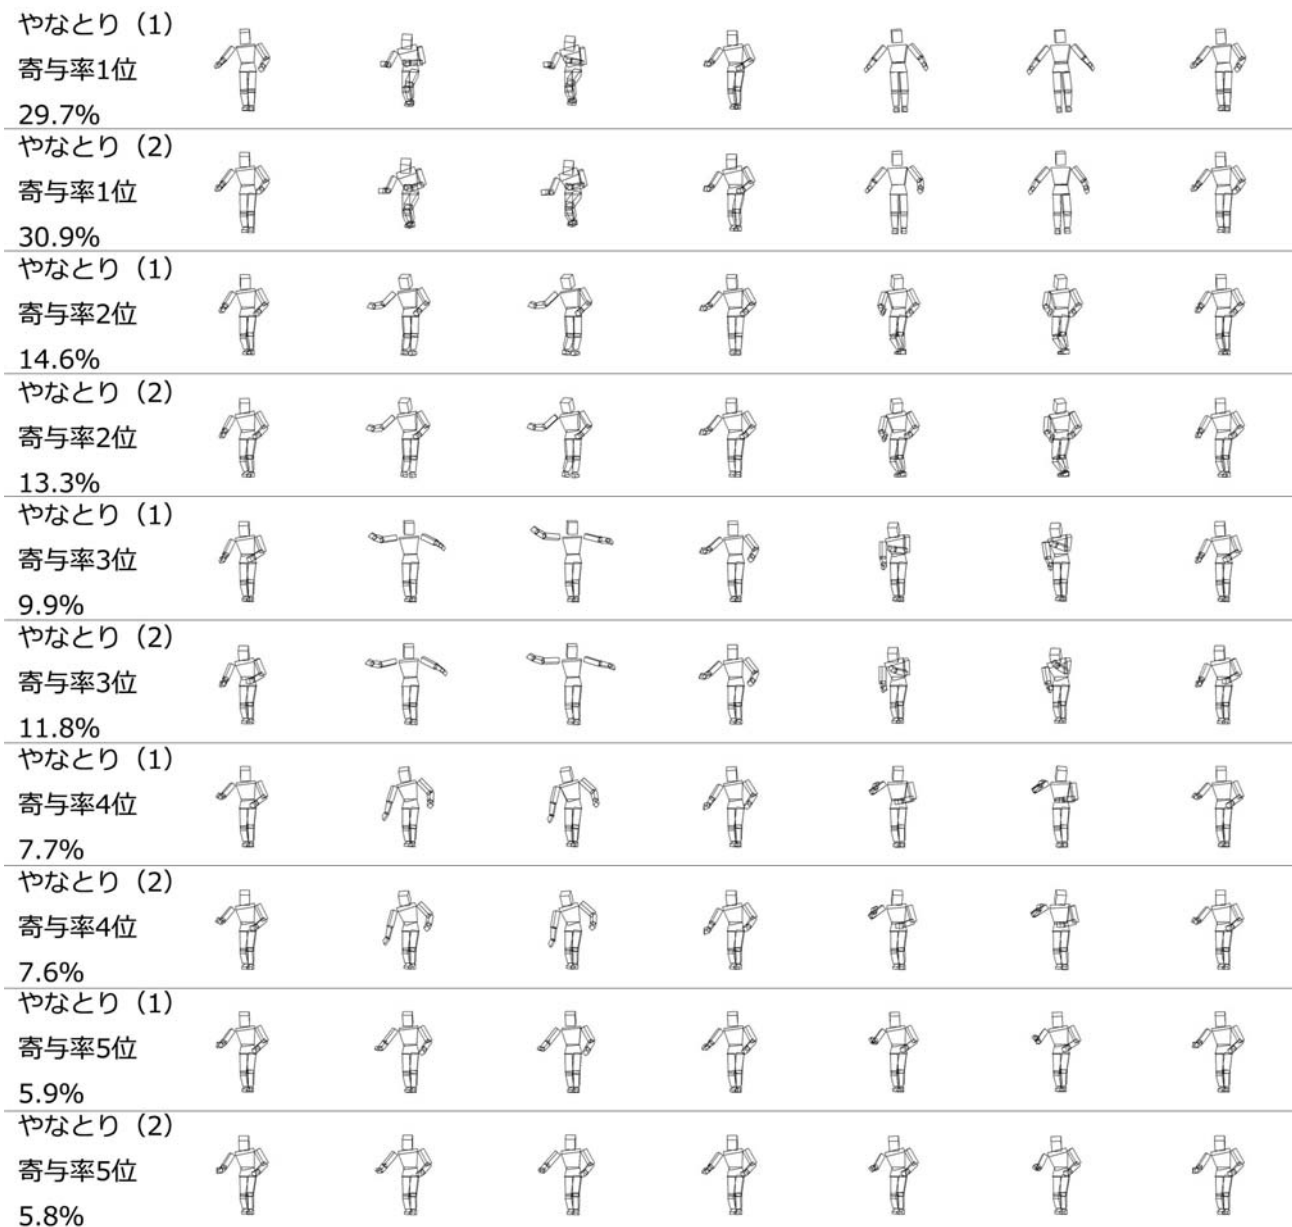 やなとり（1）
寄与率1位
29.7%
やなとり（2）
寄与率1位
30.9%
やなとり（1）
寄与率2位
14.6%
やなとり（2）
寄与率2位
13.3%
やなとり（1）
寄与率3位
9.9%
やなとり（2）
寄与率3位
11.8%
やなとり（1）
寄与率4位
7.7%
やなとり（2）
寄与率4位
7.6%
やなとり（1）
寄与率5位
5.9%
やなとり（2）
寄与率5位
5.8%